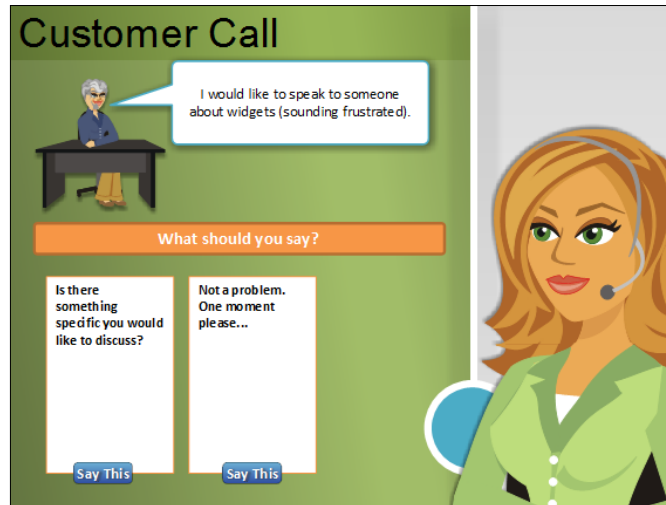 Customer Call
I would like to speak to someone
about widgets (sounding frustrated).
What should you say?
Is there
something
specific you would
like to discuss?
Not a problem.
One moment
please...
Say This
Say This